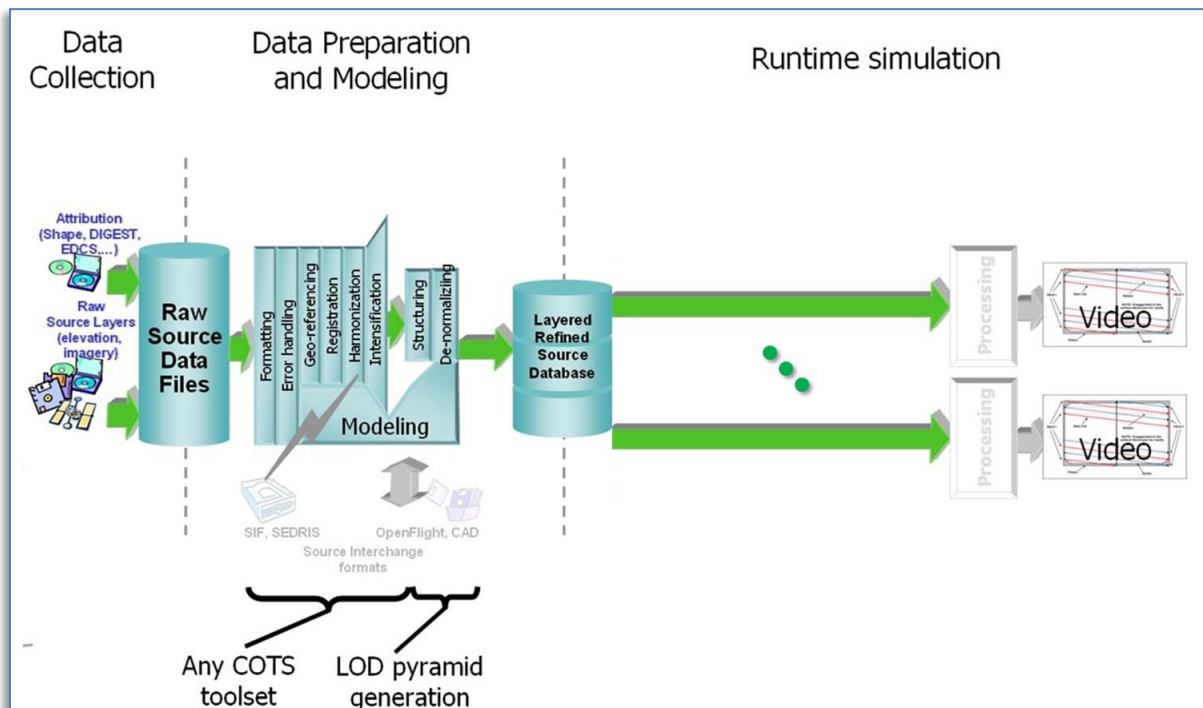 Data
Collection
Data Preparation
and Modeling
Runtime simulation
Attribution
(Shape, DIGEST,
EDCS,...)
Raw
Source Layers
(elevation,
imagery)
Raw
Source
Data
Files
Formatting
Error handling
Geo-referencing
Registration
Harmonization
Intensification
Structuring
De-normaliziing
Modeling
SIF, SEDRIS
OpenFlight, CAD
Source Interchange
formats
Any COTS
toolset
LOD pyramid
generation
Layered
Refined
Source
Database
Processing
Video
Processing
Video